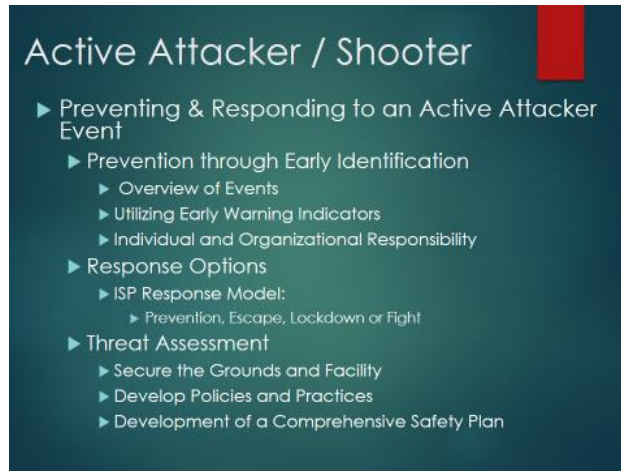 Active Attacker / Shooter
Preventing & Responding to an Active Attacker
Event
Prevention through Early Identification
Overview of Events
Utilizing Early Warning Indicators
Individual and Organizational Responsibility
Response Options
ISP Response Model:
Prevention, Escape, Lockdown or Fight
Threat Assessment
Secure the Grounds and Facility
Develop Policies and Practices
Development of a Comprehensive Safety Plan